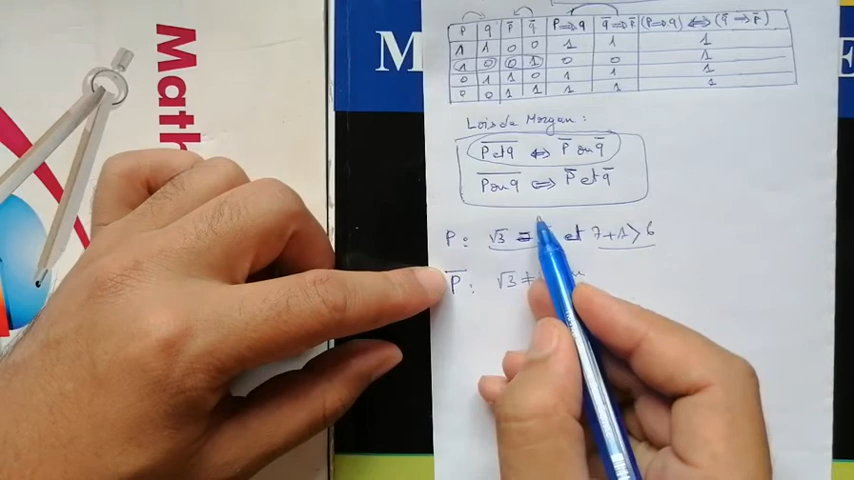 Math
M
P q P̅ q̅ P⇒q q̅⇒P̅ (P⇒q) ⇔ (q̅⇒P̅)
1 1 0 0 1 1 1
1 0 0 1 0 0 1
0 1 1 0 1 1 1
0 0 1 1 1 1 1
Lois de Morgan :
P̅ e̅t̅ q̅ ⇔ P̅ ou q̅
P̅ o̅u̅ q̅ ⇔ P̅ et q̅
P : √3 = et 7+1>6
P̅ : √3 ≠